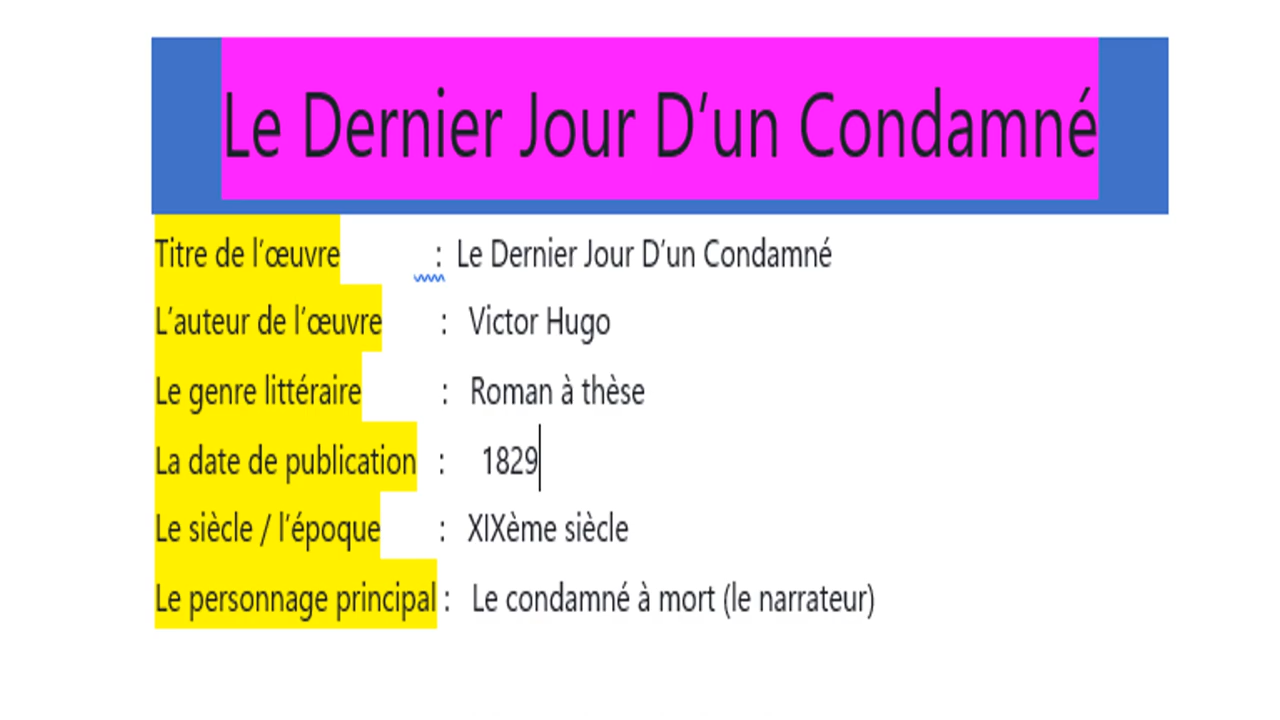 Le Dernier Jour D’un Condamné
Titre de l’œuvre : Le Dernier Jour D’un Condamné
L’auteur de l’œuvre : Victor Hugo
Le genre littéraire : Roman à thèse
La date de publication : 1829
Le siècle / l’époque : XIXème siècle
Le personnage principal : Le condamné à mort (le narrateur)